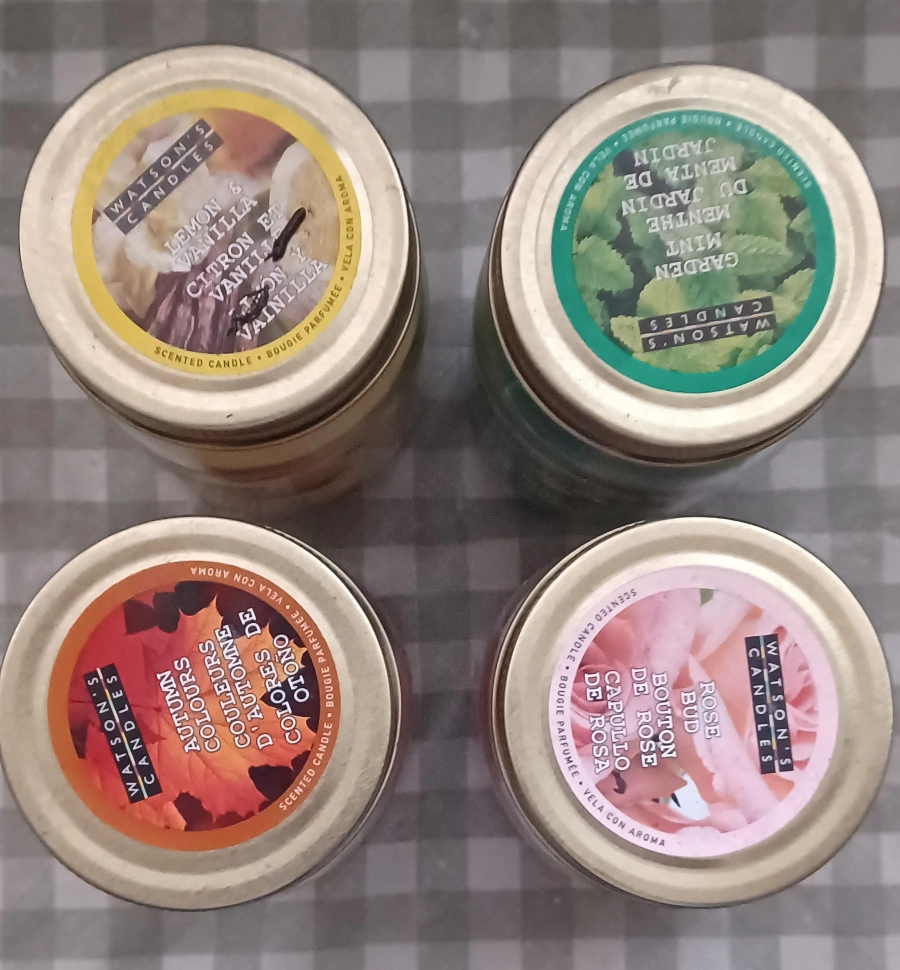 WATSON'S
CANDLES
LEMON &
VANILLA
CITRON ET
VANILLE
VAINILLA
SCENTED CANDLE • BOUGIE PARFUMÉE • VELA CON AROMA
WATSON'S
CANDLES
GARDEN
MINT
MENTHE
DU JARDIN
MENTA DE
JARDIN
SCENTED CANDLE • BOUGIE PARFUMÉE • VELA CON AROMA
WATSON'S
CANDLES
AUTUMN
COLOURS
COULEURS
D'AUTOMNE
COLORES DE
OTOÑO
SCENTED CANDLE • BOUGIE PARFUMÉE • VELA CON AROMA
WATSON'S
CANDLES
ROSE
BUD
BOUTON
DE ROSE
CAPULLO
DE ROSA
SCENTED CANDLE • BOUGIE PARFUMÉE • VELA CON AROMA